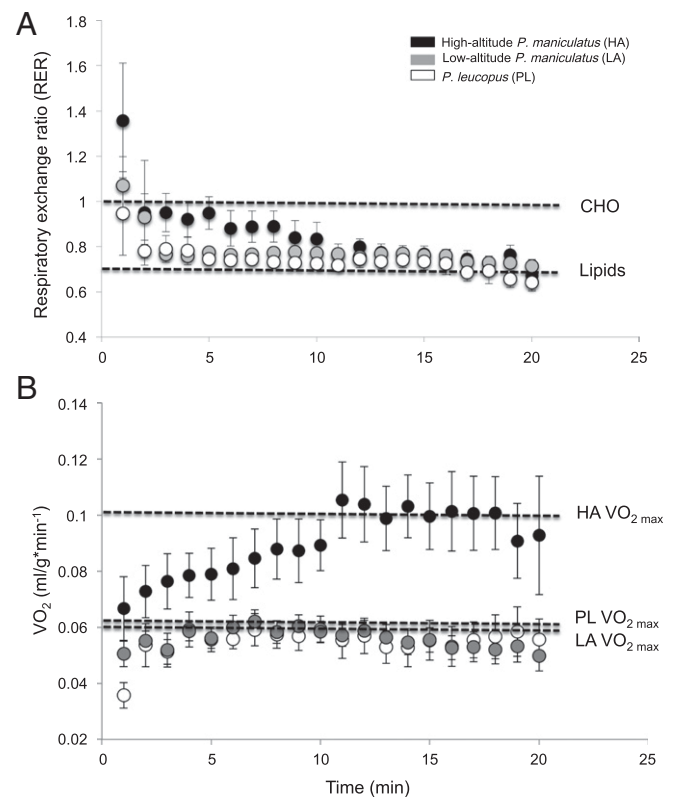 A
Respiratory exchange ratio (RER)
1.8
1.6
1.4
1.2
1
0.8
0.6
0.4
High-altitude P. maniculatus (HA)
Low-altitude P. maniculatus (LA)
P. leucopus (PL)
CHO
Lipids
0
5
10
15
20
25
B
VO2 (ml/g*min-1)
0.14
0.12
0.1
0.08
0.06
0.04
0.02
HA VO2 max
PL VO2 max
LA VO2 max
0
5
10
15
20
25
Time (min)